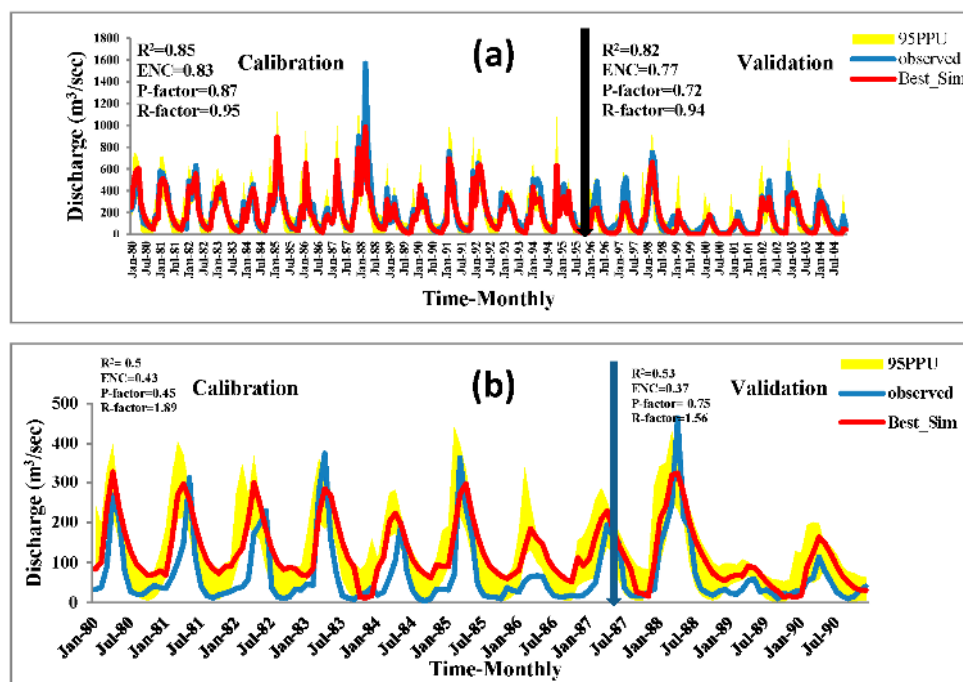 R²=0.85
ENC=0.83
P-factor=0.87
R-factor=0.95
Calibration
(a)
R²=0.82
ENC=0.77
P-factor=0.72
R-factor=0.94
Validation
95PPU
observed
Best_Sim
Discharge (m³/sec)
1800
1600
1400
1200
1000
800
600
400
200
0
Jan-80
Jul-80
Jan-81
Jul-81
Jan-82
Jul-82
Jan-83
Jul-83
Jan-84
Jul-84
Jan-85
Jul-85
Jan-86
Jul-86
Jan-87
Jul-87
Jan-88
Jul-88
Jan-89
Jul-89
Jan-90
Jul-90
Jan-91
Jul-91
Jan-92
Jul-92
Jan-93
Jul-93
Jan-94
Jul-94
Jan-95
Jul-95
Jan-96
Jul-96
Jan-97
Jul-97
Jan-98
Jul-98
Jan-99
Jul-99
Jan-00
Jul-00
Jan-01
Jul-01
Jan-02
Jul-02
Jan-03
Jul-03
Jan-04
Jul-04
Time-Monthly
R²= 0.5
ENC=0.43
P-factor=0.45
R-factor=1.89
Calibration
(b)
R²=0.53
ENC=0.37
P-factor= 0.75
R-factor=1.56
Validation
95PPU
observed
Best_Sim
Discharge (m³/sec)
500
400
300
200
100
0
Jan-80
Jul-80
Jan-81
Jul-81
Jan-82
Jul-82
Jan-83
Jul-83
Jan-84
Jul-84
Jan-85
Jul-85
Jan-86
Jul-86
Jan-87
Jul-87
Jan-88
Jul-88
Jan-89
Jul-89
Jan-90
Jul-90
Time-Monthly